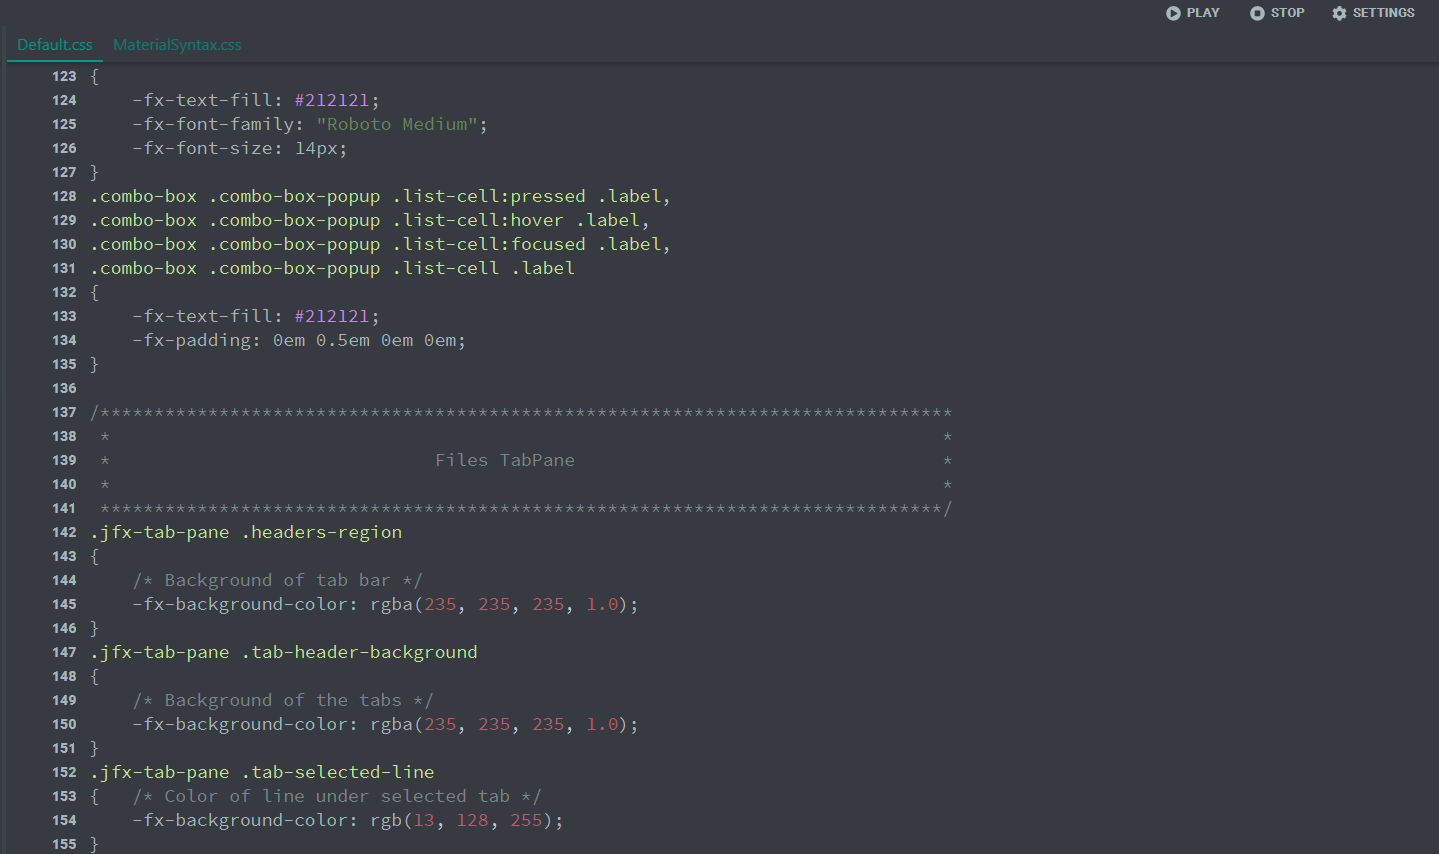 PLAY STOP SETTINGS
Default.css MaterialSyntax.css
123 {
124     -fx-text-fill: #212121;
125     -fx-font-family: "Roboto Medium";
126     -fx-font-size: 14px;
127 }
128 .combo-box .combo-box-popup .list-cell:pressed .label,
129 .combo-box .combo-box-popup .list-cell:hover .label,
130 .combo-box .combo-box-popup .list-cell:focused .label,
131 .combo-box .combo-box-popup .list-cell .label
132 {
133     -fx-text-fill: #212121;
134     -fx-padding: 0em 0.5em 0em 0em;
135 }
136
137 /*******************************************************************************
138  *                                                                             *
139  *                              Files TabPane                                  *
140  *                                                                             *
141  ******************************************************************************/
142 .jfx-tab-pane .headers-region
143 {
144     /* Background of tab bar */
145     -fx-background-color: rgba(235, 235, 235, 1.0);
146 }
147 .jfx-tab-pane .tab-header-background
148 {
149     /* Background of the tabs */
150     -fx-background-color: rgba(235, 235, 235, 1.0);
151 }
152 .jfx-tab-pane .tab-selected-line
153 {   /* Color of line under selected tab */
154     -fx-background-color: rgb(13, 128, 255);
155 }